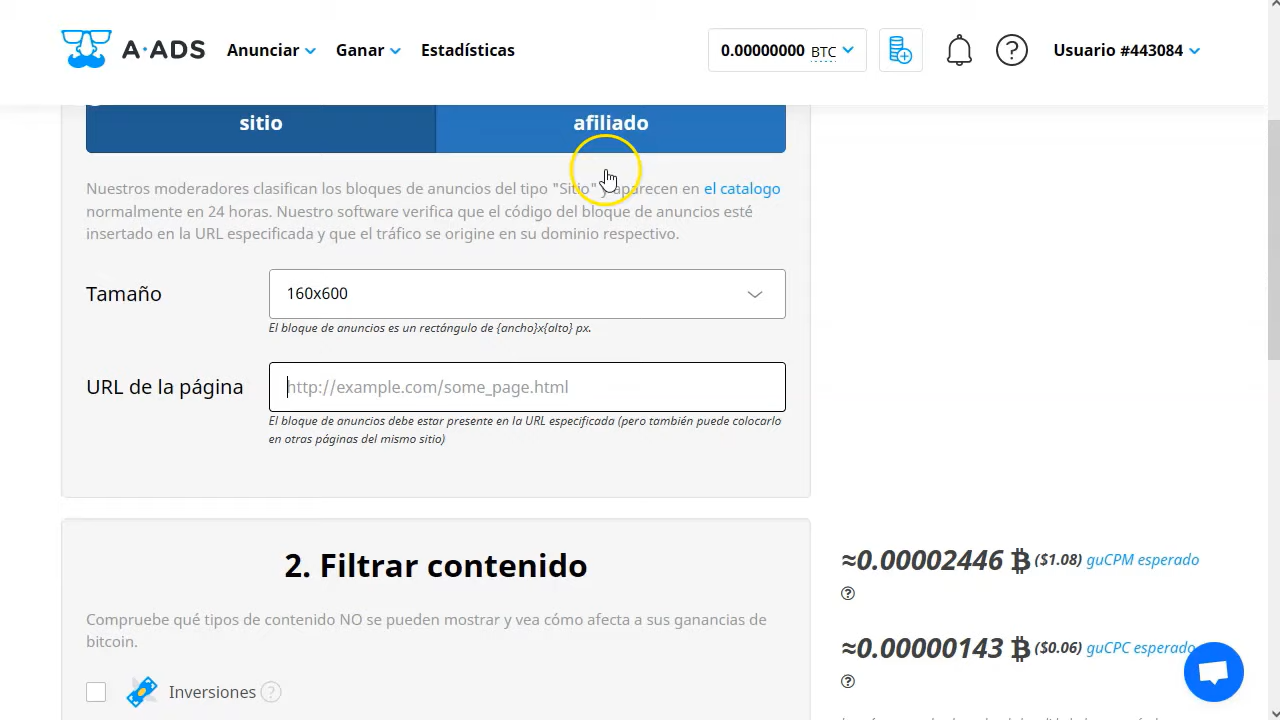 A·ADS
Anunciar
Ganar
Estadísticas
0.00000000 BTC
Usuario #443084
sitio
afiliado
Nuestros moderadores clasifican los bloques de anuncios del tipo "Sitio" y aparecen en el catalogo
normalmente en 24 horas. Nuestro software verifica que el código del bloque de anuncios esté
insertado en la URL especificada y que el tráfico se origine en su dominio respectivo.
Tamaño
160x600
El bloque de anuncios es un rectángulo de {ancho}x{alto} px.
URL de la página
http://example.com/some_page.html
El bloque de anuncios debe estar presente en la URL especificada (pero también puede colocarlo
en otras páginas del mismo sitio)
2. Filtrar contenido
Compruebe qué tipos de contenido NO se pueden mostrar y vea cómo afecta a sus ganancias de
bitcoin.
Inversiones ?
≈0.00002446 ₿ ($1.08) guCPM esperado
?
≈0.00000143 ₿ ($0.06) guCPC esperado
?